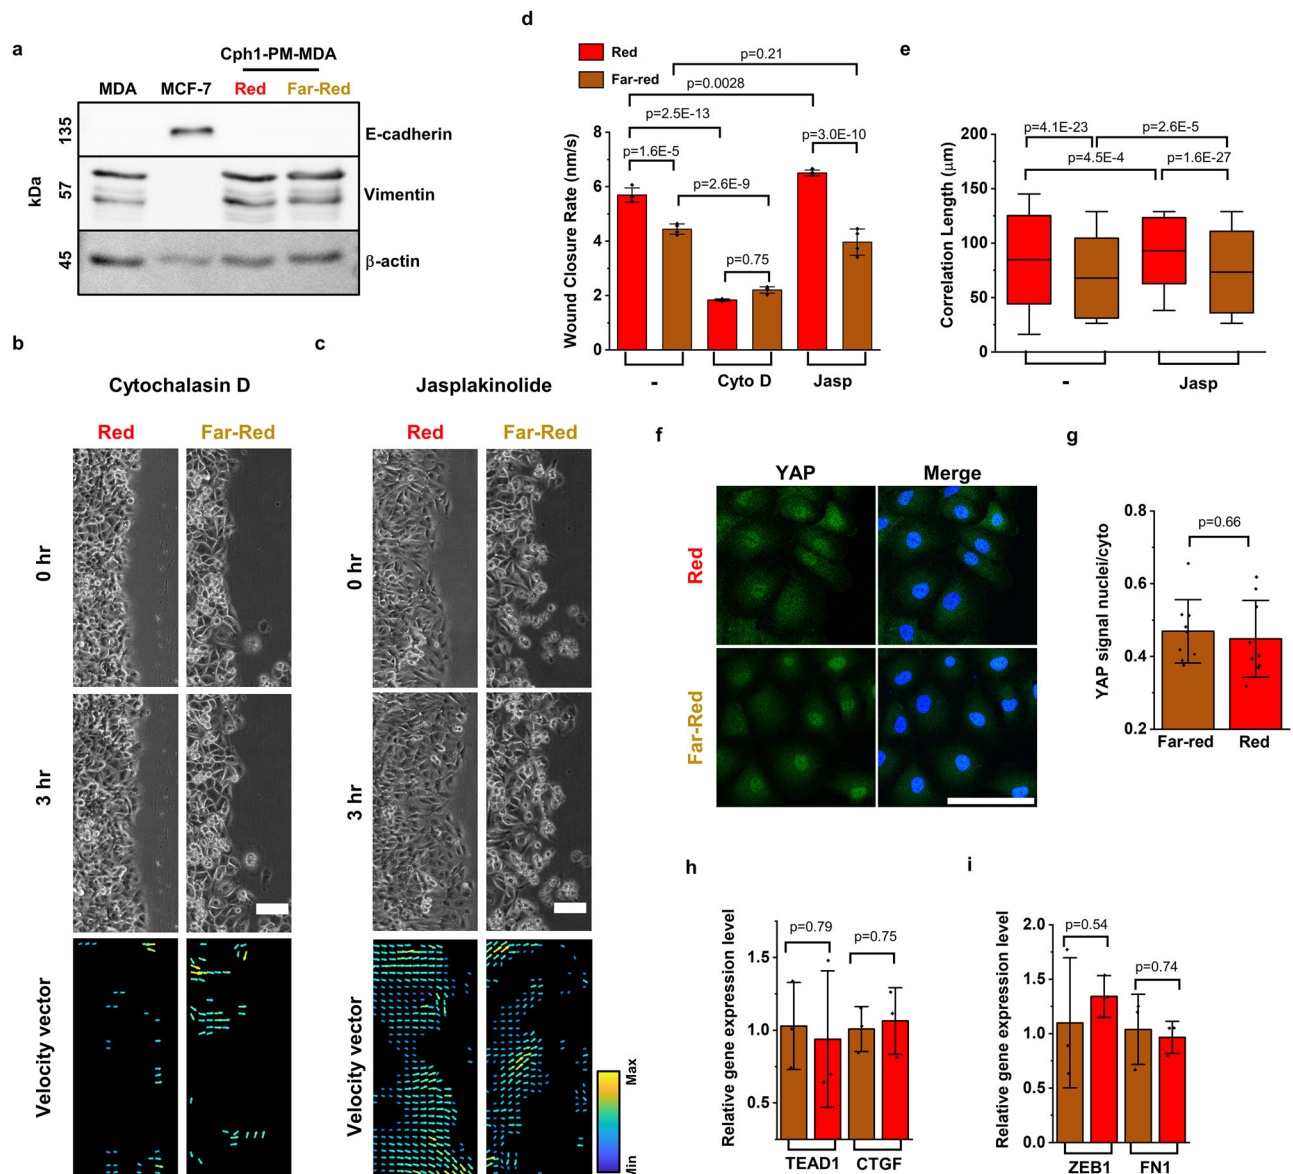 a
Cph1-PM-MDA
MDA MCF-7 Red Far-Red
kDa
135
E-cadherin
57
Vimentin
45
β-actin
b
Cytochalasin D
Red Far-Red
0 hr
3 hr
Velocity vector
c
Jasplakinolide
Red Far-Red
0 hr
3 hr
Velocity vector
Max
Min
d
Red
Far-red
p=0.21
p=0.0028
p=2.5E-13
p=1.6E-5
p=3.0E-10
p=2.6E-9
p=0.75
Wound Closure Rate (nm/s)
8
6
4
2
0
- Cyto D Jasp
e
p=4.1E-23
p=2.6E-5
p=4.5E-4
p=1.6E-27
Correlation Length (μm)
200
150
100
50
0
- Jasp
f
YAP Merge
Red
Far-Red
g
p=0.66
YAP signal nuclei/cyto
0.8
0.6
0.4
0.2
Far-red Red
h
p=0.79
p=0.75
Relative gene expression level
1.5
1.0
0.5
TEAD1 CTGF
i
p=0.54
p=0.74
Relative gene expression level
2.0
1.5
1.0
0.5
0.0
ZEB1 FN1